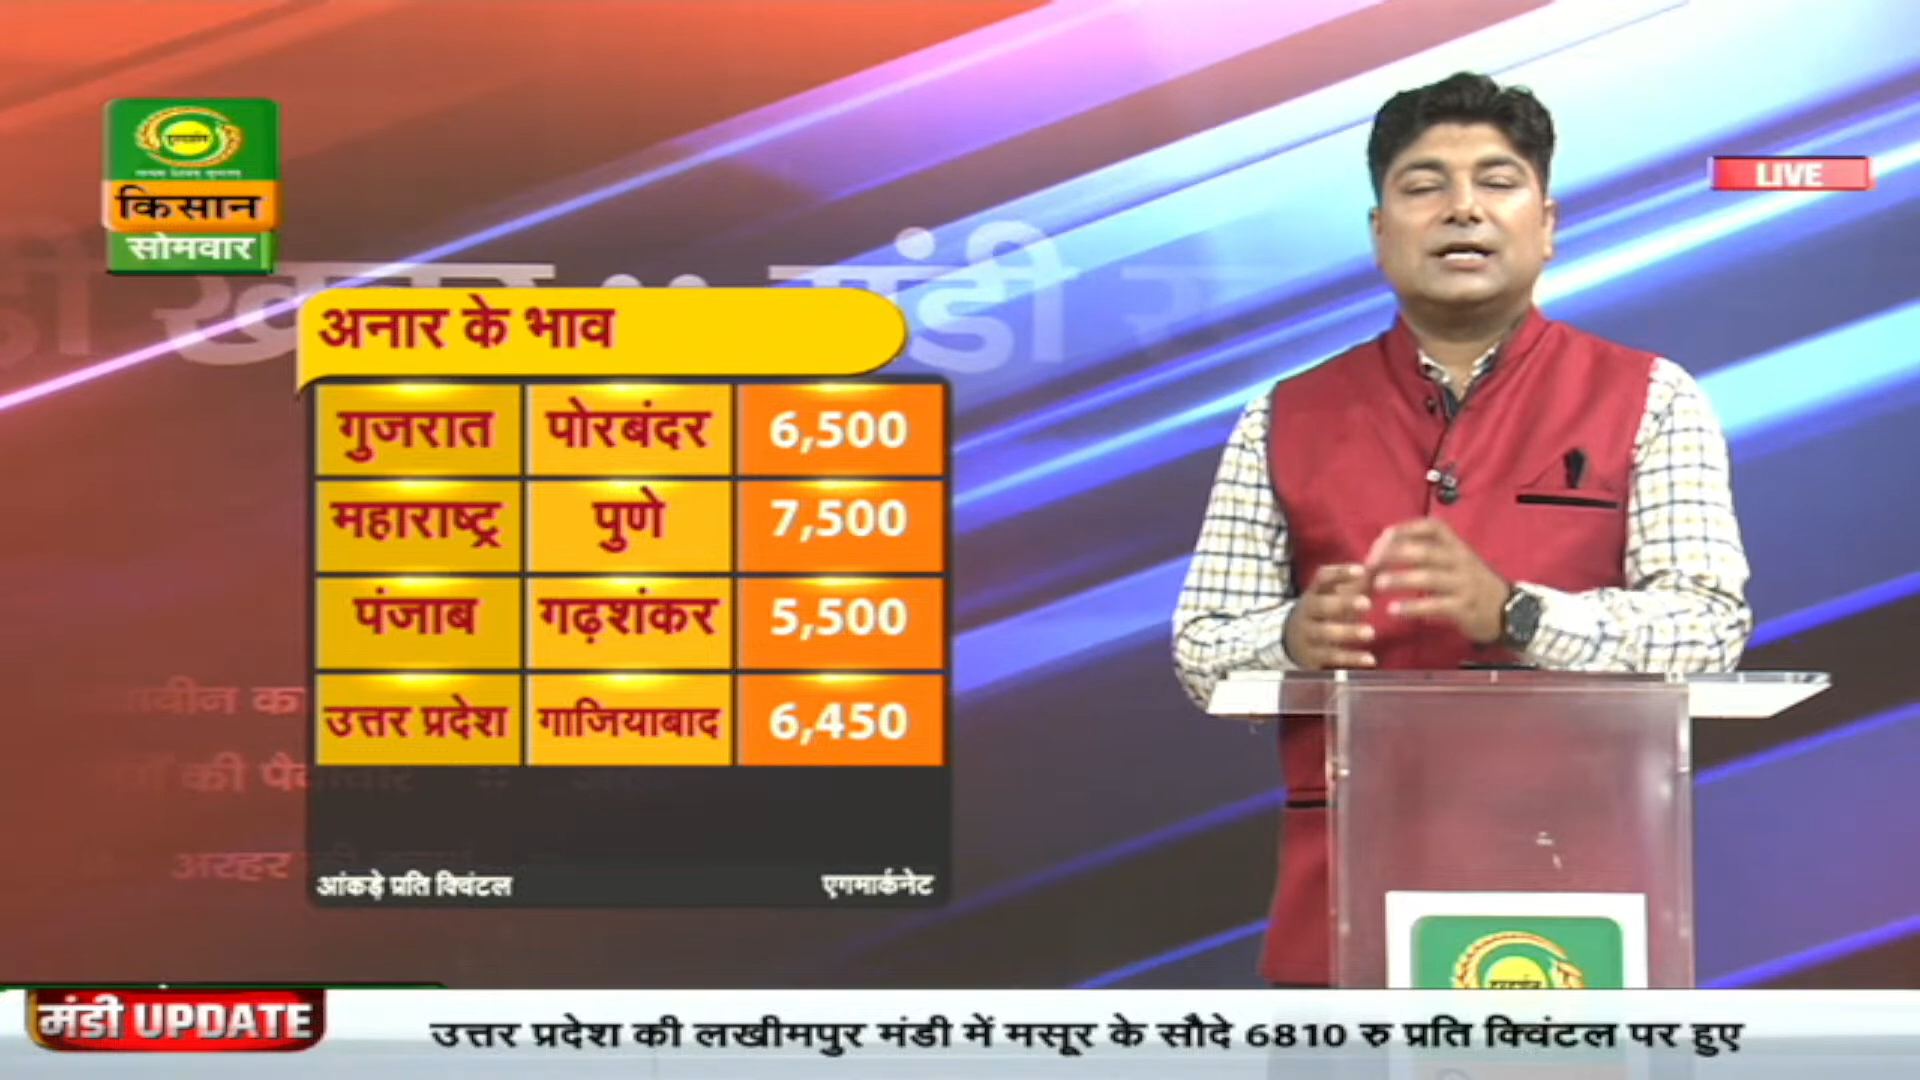 किसान
सोमवार
LIVE
मंडी
अनार के भाव
गुजरात पोरबंदर 6,500
महाराष्ट्र पुणे 7,500
पंजाब गढ़शंकर 5,500
उत्तर प्रदेश गाजियाबाद 6,450
की
अरहर
आंकड़े प्रति क्विंटल एगमार्कनेट
मंडी UPDATE
उत्तर प्रदेश की लखीमपुर मंडी में मसूर के सौदे 6810 रु प्रति क्विंटल पर हुए